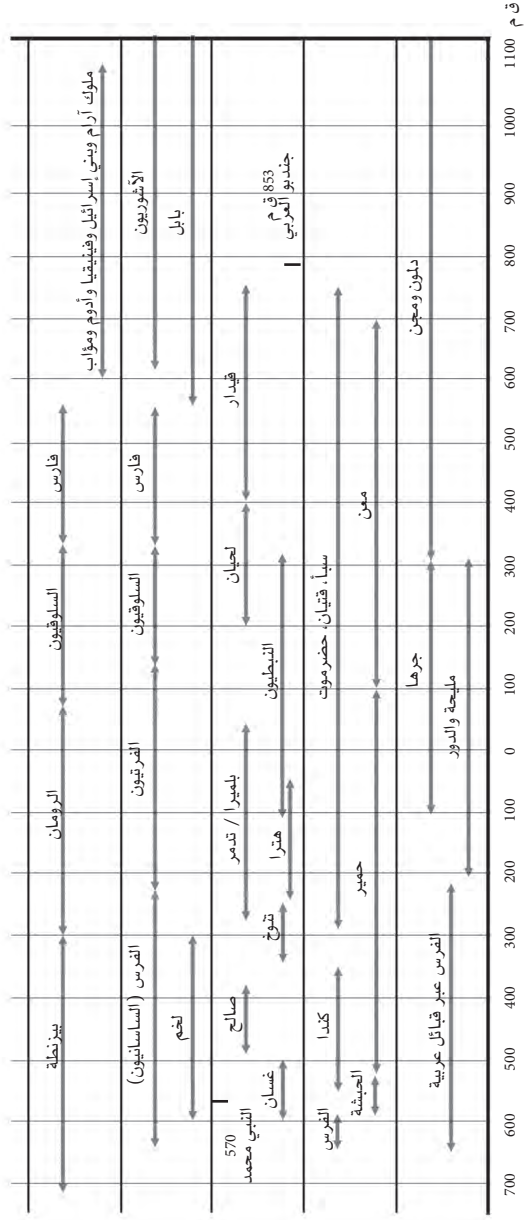 ملوك آرام وبني إسرائيل وفينيقيا وأدوم ومؤاب
فارس
السلوقيون
الرومان
بيزنطة
الآشوريون
بابل
فارس
السلوقيون
الفرتيون
الفرس (الساسانيون)
لخم
853 ق م
جنديو العربي
قيدار
لحيان
النبطيون
بلميرا / تدمر
هترا
تنوخ
صالح
غسان
570
النبي محمد
سبأ، قتبان، حضرموت
معن
حمير
كندا
الحبشة
الفرس
دلمون ومجن
جرها
مليحة والدور
الفرس عبر قبائل عربية
ق م
1100 1000 900 800 700 600 500 400 300 200 100 0 100 200 300 400 500 600 700